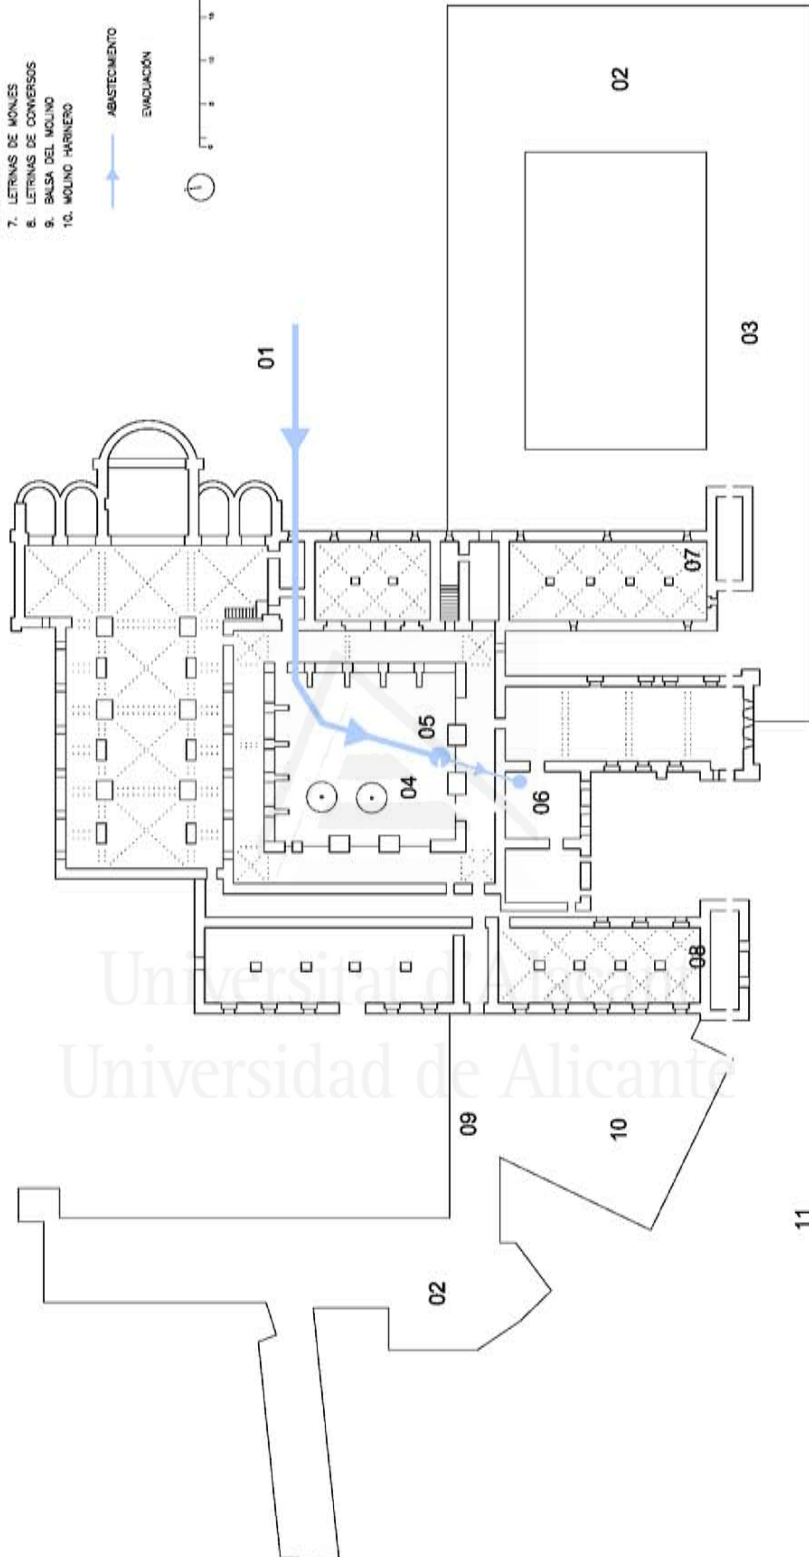 7. LETRINAS DE MONJES
8. LETRINAS DE CONVERSOS
9. BALSA DEL MOLINO
10. MOLINO HARINERO
ABASTECIMIENTO
EVACUACIÓN
02
01
03
07
05
04
06
08
09
10
11
02
Universitat d'Alacant
Universidad de Alicante